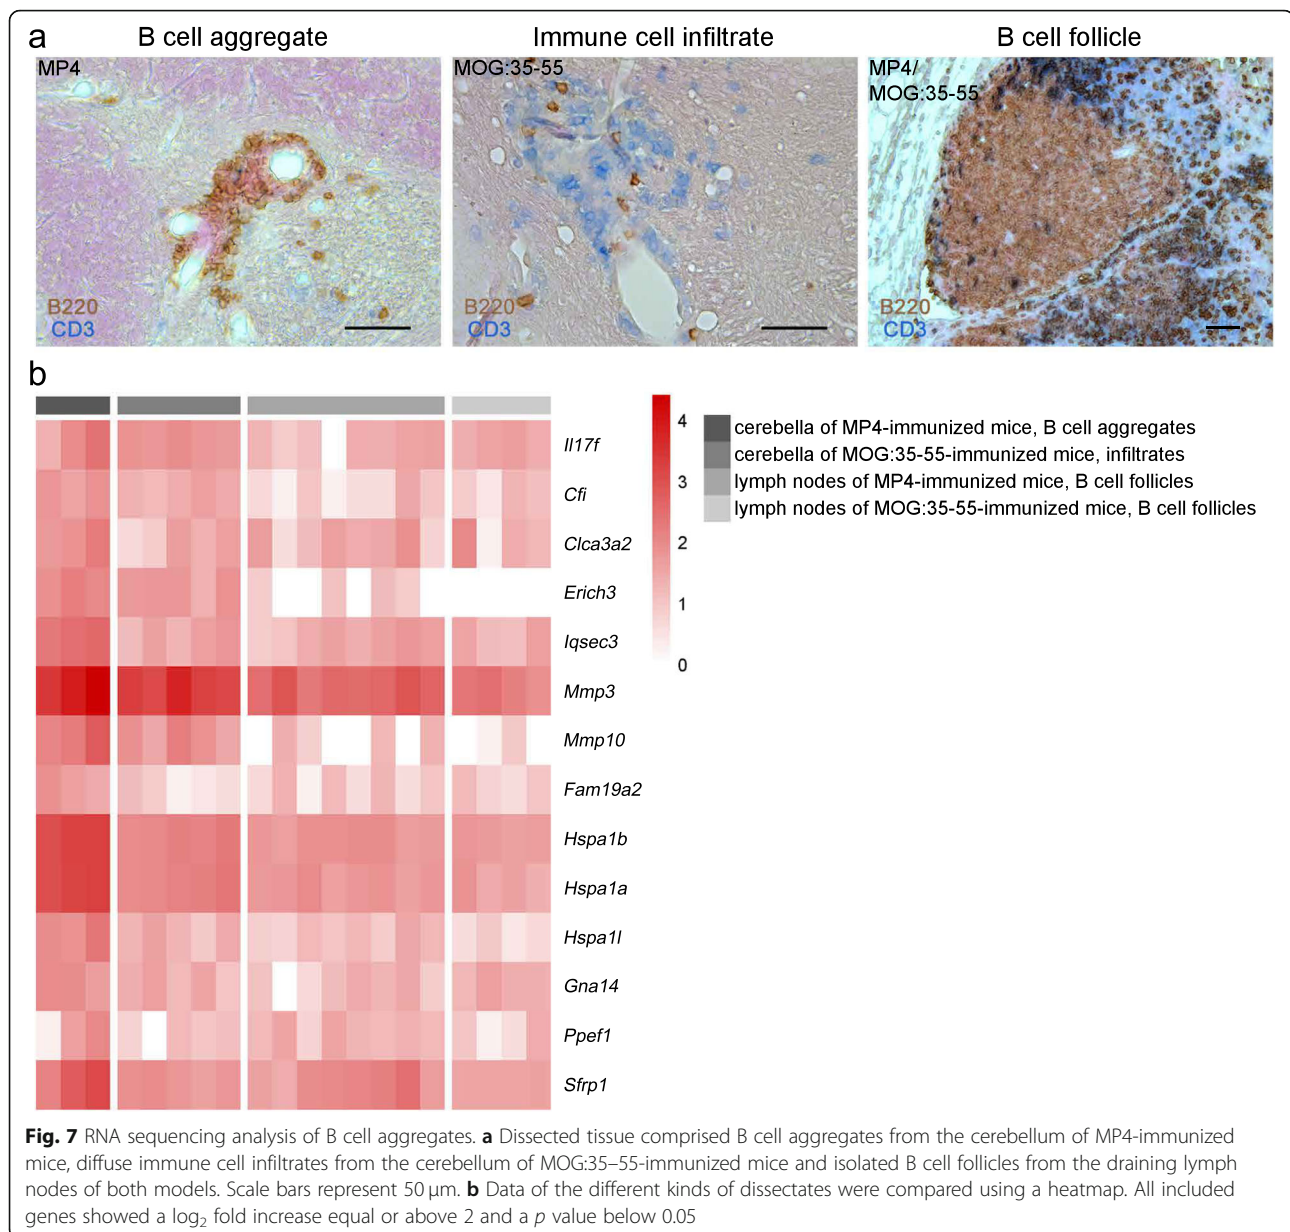 a
B cell aggregate
Immune cell infiltrate
B cell follicle
MP4
B220
CD3
MOG:35-55
B220
CD3
MP4/
MOG:35-55
B220
CD3
b
Il17f
Cfi
Clca3a2
Erich3
Iqsec3
Mmp3
Mmp10
Fam19a2
Hspa1b
Hspa1a
Hspa1l
Gna14
Ppef1
Sfrp1
4
3
2
1
0
cerebella of MP4-immunized mice, B cell aggregates
cerebella of MOG:35-55-immunized mice, infiltrates
lymph nodes of MP4-immunized mice, B cell follicles
lymph nodes of MOG:35-55-immunized mice, B cell follicles
Fig. 7 RNA sequencing analysis of B cell aggregates. a Dissected tissue comprised B cell aggregates from the cerebellum of MP4-immunized
mice, diffuse immune cell infiltrates from the cerebellum of MOG:35–55-immunized mice and isolated B cell follicles from the draining lymph
nodes of both models. Scale bars represent 50 μm. b Data of the different kinds of dissectates were compared using a heatmap. All included
genes showed a log₂ fold increase equal or above 2 and a p value below 0.05